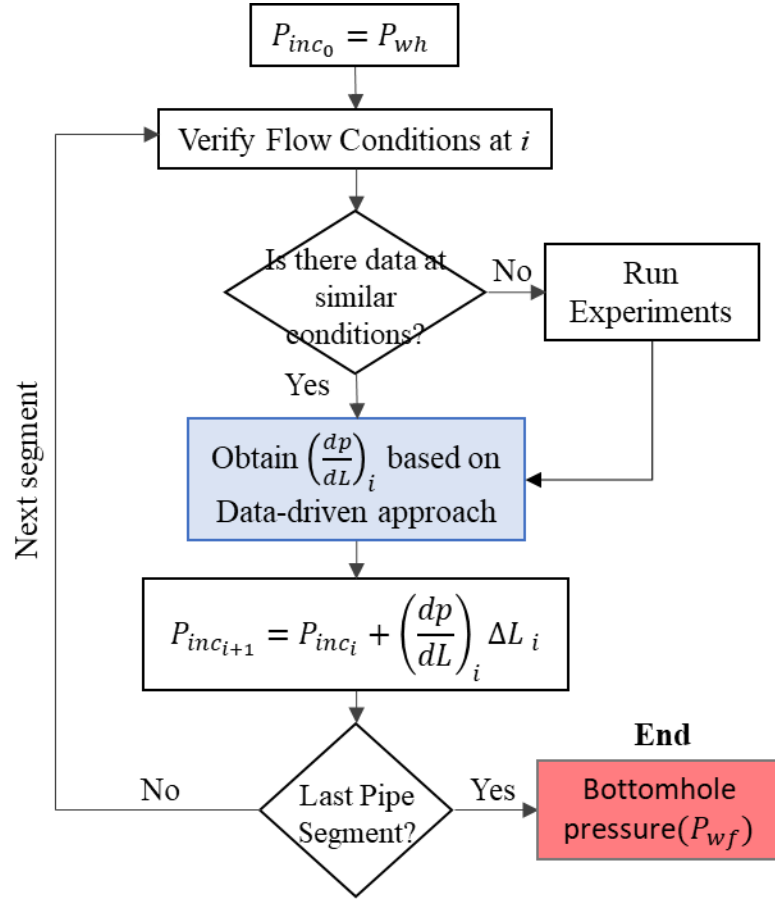 P_{inc_0} = P_{wh}
Verify Flow Conditions at i
Is there data at
similar
conditions?
No
Run
Experiments
Yes
Obtain (dp/dL)_i based on
Data-driven approach
P_{inc_{i+1}} = P_{inc_i} + (dp/dL)_i ΔL_i
Next segment
Last Pipe
Segment?
No
Yes
End
Bottomhole
pressure(P_{wf})